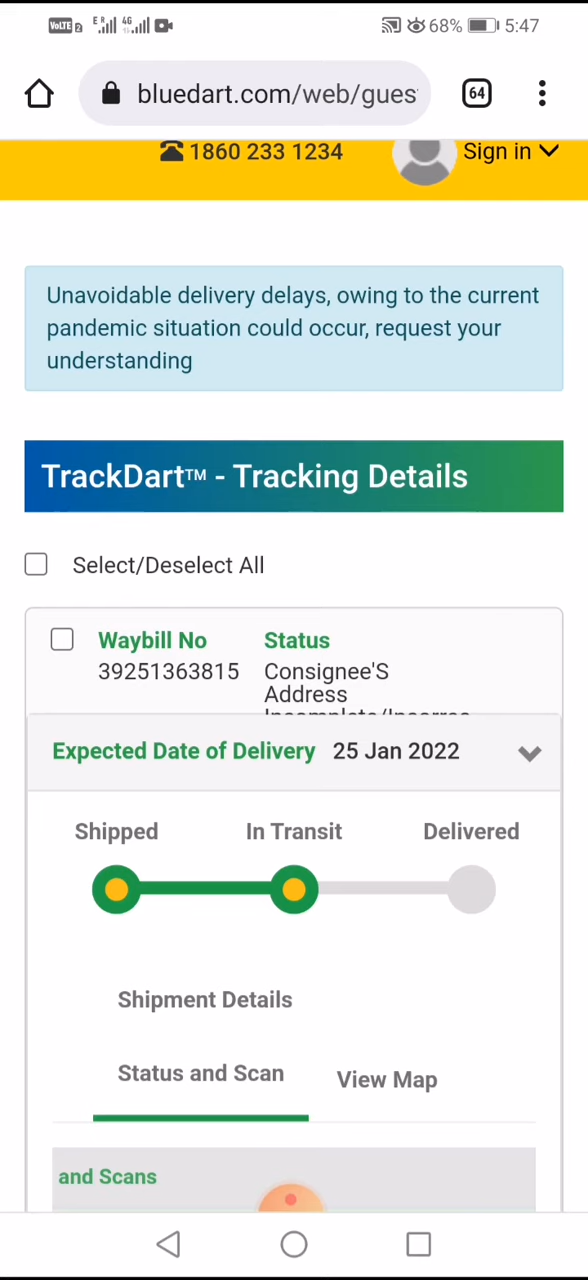 VoLTE 2 E R 4G 68% 5:47
bluedart.com/web/gues 64
1860 233 1234 Sign in
Unavoidable delivery delays, owing to the current
pandemic situation could occur, request your
understanding
TrackDart™ - Tracking Details
Select/Deselect All
Waybill No Status
39251363815 Consignee'S
Address
Expected Date of Delivery 25 Jan 2022
Shipped In Transit Delivered
Shipment Details
Status and Scan View Map
and Scans